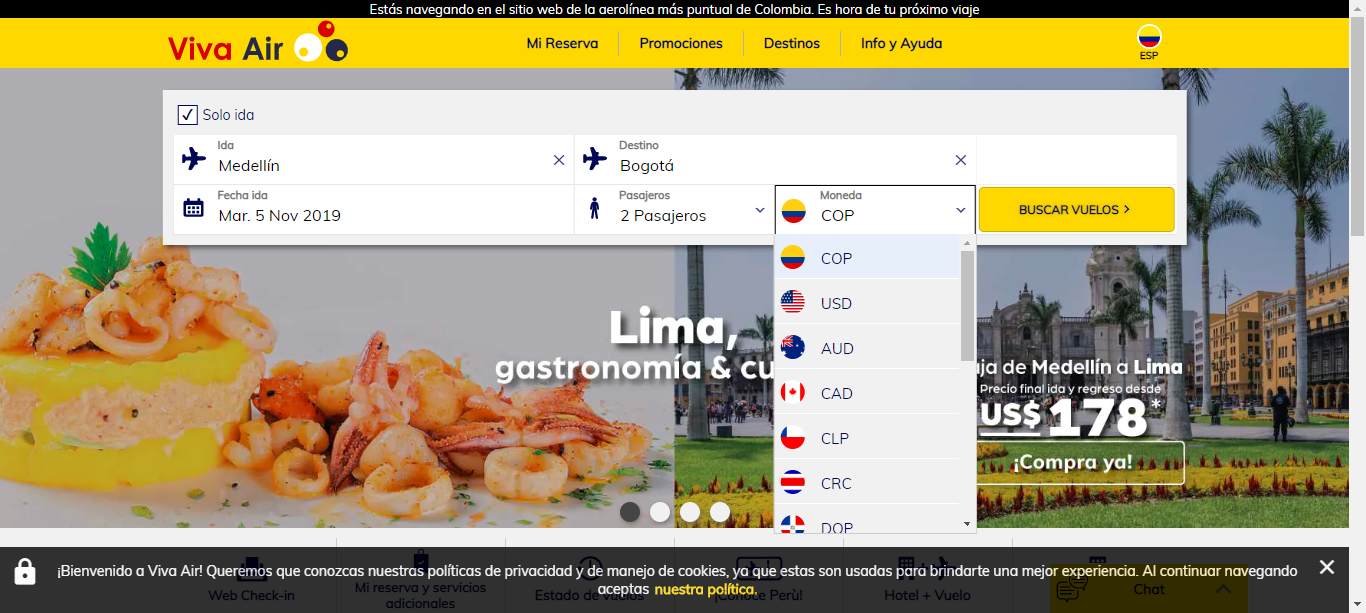 Estás navegando en el sitio web de la aerolínea más puntual de Colombia. Es hora de tu próximo viaje
Viva Air
Mi Reserva
Promociones
Destinos
Info y Ayuda
ESP
Solo ida
Ida
Medellín
Destino
Bogotá
Fecha ida
Mar. 5 Nov 2019
Pasajeros
2 Pasajeros
Moneda
COP
BUSCAR VUELOS >
COP
USD
AUD
CAD
CLP
CRC
DOP
Lima,
gastronomía & cu
ja de Medellín a Lima
Precio final ida y regreso desde
US$ 178*
¡Compra ya!
¡Bienvenido a Viva Air! Queremos que conozcas nuestras políticas de privacidad y de manejo de cookies, ya que estas son usadas para brindarte una mejor experiencia. Al continuar navegando
aceptas nuestra política.
Web Check-in
Mi reserva y servicios
adicionales
Estado de vuelos
¡Conoce Perù!
Hotel + Vuelo
Chat